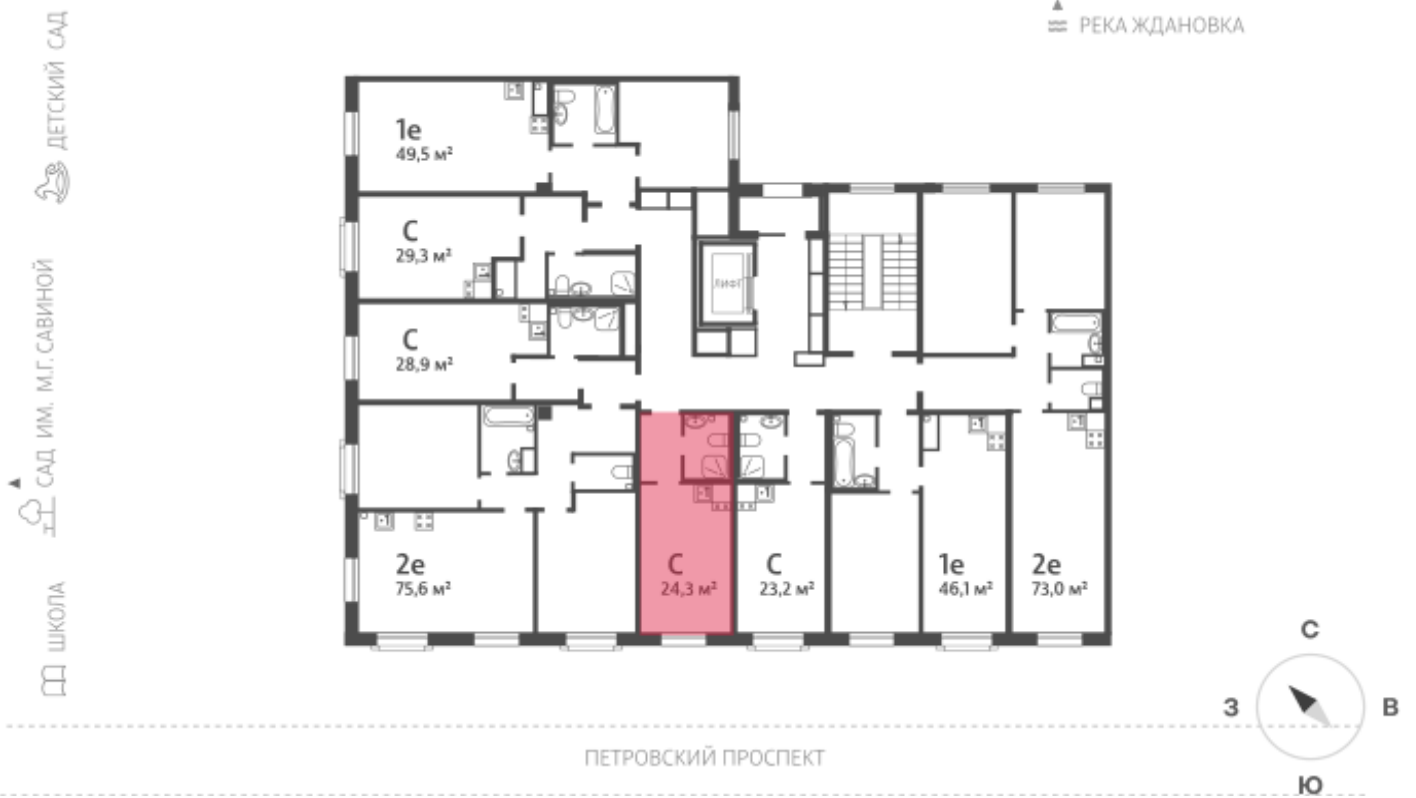 РЕКА ЖДАНОВКА
ДЕТСКИЙ САД
САД ИМ. М.Г. САВИНОЙ
ШКОЛА
1е
49,5 м²
С
29,3 м²
ЛИФТ
С
28,9 м²
2е
75,6 м²
С
24,3 м²
С
23,2 м²
1е
46,1 м²
2е
73,0 м²
С
З
В
Ю
ПЕТРОВСКИЙ ПРОСПЕКТ